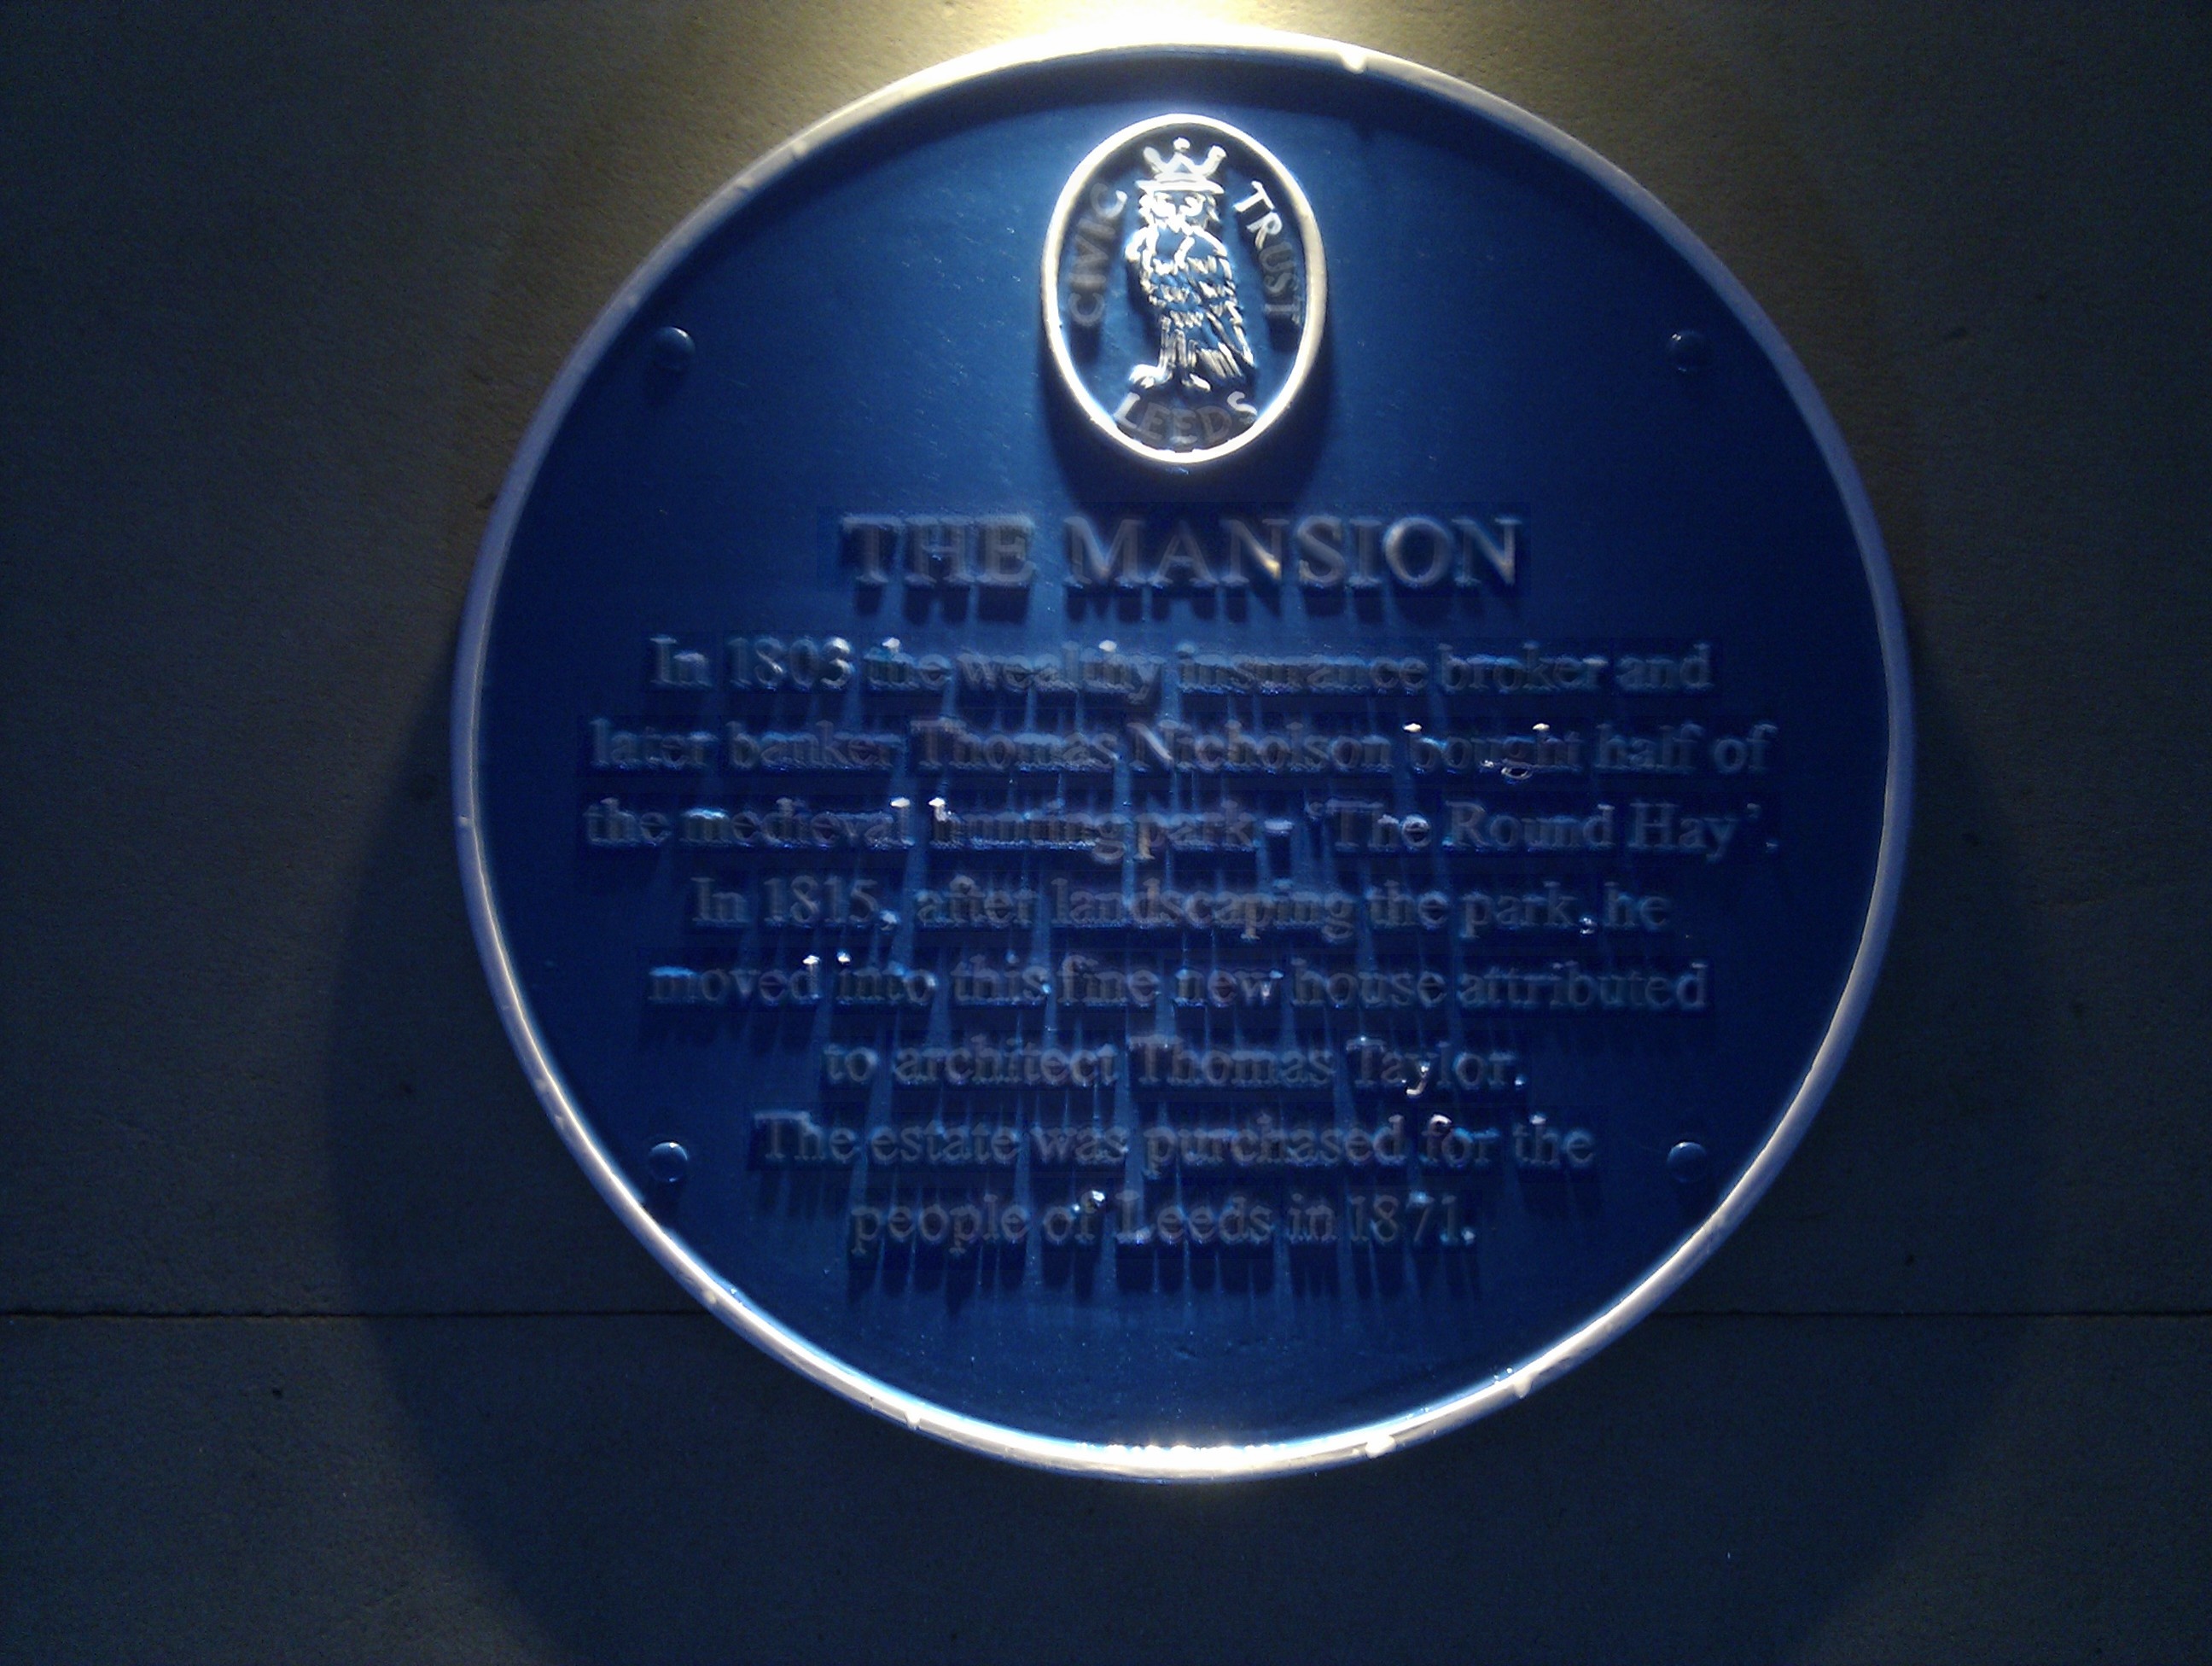 CIVIC TRUST
LEEDS
THE MANSION
In 1803 the wealthy insurance broker and
later banker Thomas Nicholson bought half of
the medieval hunting park - 'The Round Hay'.
In 1815, after landscaping the park, he
moved into this fine new house attributed
to architect Thomas Taylor.
The estate was purchased for the
people of Leeds in 1871.